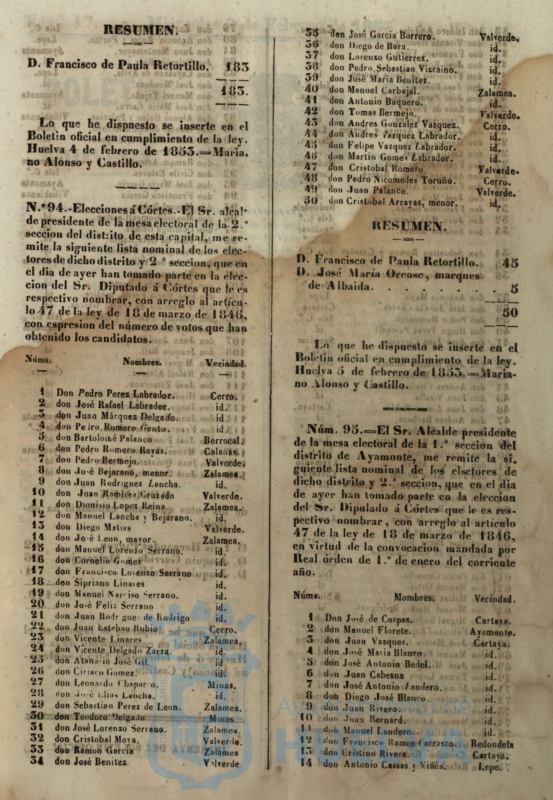 RESUMEN.
D. Francisco de Paula Retortillo. 183
183.
Lo que he dispuesto se inserte en el
Boletin oficial en cumplimiento de la ley.
Huelva 4 de febrero de 1853.=Maria-
no Alonso y Castillo.
N.º 94.-Elecciones á Córtes.-El Sr. alcal-
de presidente de la mesa electoral de la 2.ª
seccion del distrito de esta capital, me re-
mite la siguiente lista nominal de los elec-
tores de dicho distrito y 2.ª seccion, que en
el dia de ayer han tomado parte en la elec-
cion del Sr. Diputado á Córtes que le es
respectivo nombrar, con arreglo al artícu-
lo 47 de la ley de 18 de marzo de 1846,
con espresion del número de votos que han
obtenido los candidatos.
Núms. Nombres. Vecindad.
1 Don Pedro Perez Labrador. Cerro.
2 don José Rafael Labrador. id.
3 don Juan Márquez Delgado. id.
4 don Pedro Romero Gento. id.
5 don Bartolomé Palanco Berrocal.
6 don Pedro Romero Rayas. Calañas.
7 don Pedro Bermejo. Valverde.
8 don José Bejarano, menor. Zalamea.
9 don Juan Rodriguez Lancha. id.
10 don Juan Ramirez Cruzado Valverde.
11 don Dionisio Lopez Reina Zalamea.
12 don Manuel Lancha y Bejarano. id.
13 don Diego Matias Valverde.
14 don José Leon, mayor. Zalamea.
15 don Manuel Lorenzo Serrano. id.
16 don Cornelio Gomez id.
17 don Francisco Lorenzo Serrano id.
18 don Sipriano Linares id.
19 don Manuel Narciso Serrano. id.
20 don José Feliz Serrano id.
21 don Juan Rodriguez de Rodrigo id.
22 don Juan Esteban Rubio Cerro.
23 don Vicente Linares Zalamea.
24 don Vicente Delgado Zarza. id.
25 don Atanasio José Gil id.
26 don Ciriaco Gomez. id.
27 don Leonardo Chaparro. Minas.
28 don José Elias Lancha. id.
29 don Sebastian Perez de Leon. Zalamea.
30 don Teodoro Delgado Minas
31 don José Lorenzo Serrano. Zalamea
32 don Cristobal Moya. Valverde.
33 don Ramon Garcia Zalamea
34 don José Benitez Valverde
35 don José Garcia Borrero. Valverde.
36 don Diego de Bara. id.
37 don Lorenzo Gutierrez. id.
38 don Pedro Sebastian Viscaino. id.
39 don José Maria Benitez. id.
40 don Manuel Carbajal. Zalamea.
41 don Antonio Baquero. id.
42 don Tomas Bermejo. Valverde.
43 don Andres Gonzalez Vazquez. Cerro.
44 don Andres Vazquez Labrador. id.
45 don Felipe Vazquez Labrador. id.
46 don Martin Gomez Labrador. id.
47 don Cristobal Romero Valverde.
48 don Pedro Nicomedes Toruño. Cerro.
49 don Juan Palanco. Valverde.
50 don Cristobal Arrayas, menor. id.
RESUMEN.
D. Francisco de Paula Retortillo. 45
D. José María Orense, marques
de Albaida. . . . . . . . . . 5
50
Lo que he dispuesto se inserte en el
Boletin oficial en cumplimiento de la ley.
Huelva 5 de febrero de 1853.=Maria-
no Alonso y Castillo.
Núm. 95.=El Sr. Alcalde presidente
de la mesa electoral de la 1.ª seccion del
distrito de Ayamonte, me remite la si,
guiente lista nominal de los elsctores de
dicho distrito y 2.ª seccion, que en el dia
de ayer han tomado parte en la eleccion
del Sr. Diputado á Córtes que le es res-
pectivo nombrar, con arreglo al artículo
47 de la ley de 18 de marzo de 1846,
en virtud de la convocacion mandada por
Real órden de 1.º de enero del corriente
año.
Núms. Nombres. Vecindad.
1 Don José de Corpas. Cartaya.
2 don Manuel Florete. Ayamonte.
3 don Juan Vazquez. Cartaya.
4 don José Maria Blanco id.
5 don José Antonio Bedel. id.
6 don Juan Cabesna id.
7 don José Antonio Landero. id.
8 don Diego José Blanco. id.
9 don Juan Rivero. id.
10 don Juan Bernard. id.
11 don Manuel Landero. id.
12 don Francisco Ramos Carrasco. Redondela
13 don Cristino Rivera. Cartaya.
14 don Antonio Cassas y Viñes. Lepe.